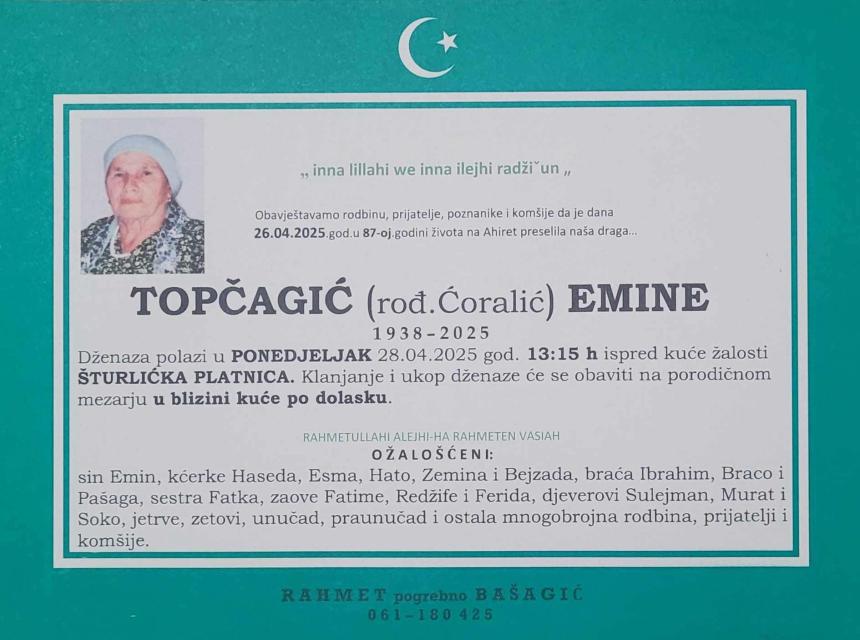 „ inna lillahi we inna ilejhi radžiˇun „
Obavještavamo rodbinu, prijatelje, poznanike i komšije da je dana
26.04.2025.god.u 87-oj.godini života na Ahiret preselila naša draga...
TOPČAGIĆ (rođ.Ćoralić) EMINE
1938-2025
Dženaza polazi u PONEDJELJAK 28.04.2025 god. 13:15 h ispred kuće žalosti
ŠTURLIĆKA PLATNICA. Klanjanje i ukop dženaze će se obaviti na porodičnom
mezarju u blizini kuće po dolasku.
RAHMETULLAHI ALEJHI-HA RAHMETEN VASIAH
OŽALOŠĆENI:
sin Emin, kćerke Haseda, Esma, Hato, Zemina i Bejzada, braća Ibrahim, Braco i
Pašaga, sestra Fatka, zaove Fatime, Redžife i Ferida, djeverovi Sulejman, Murat i
Soko, jetrve, zetovi, unučad, praunučad i ostala mnogobrojna rodbina, prijatelji i
komšije.
RAHMET pogrebno BAŠAGIĆ
061-180 425